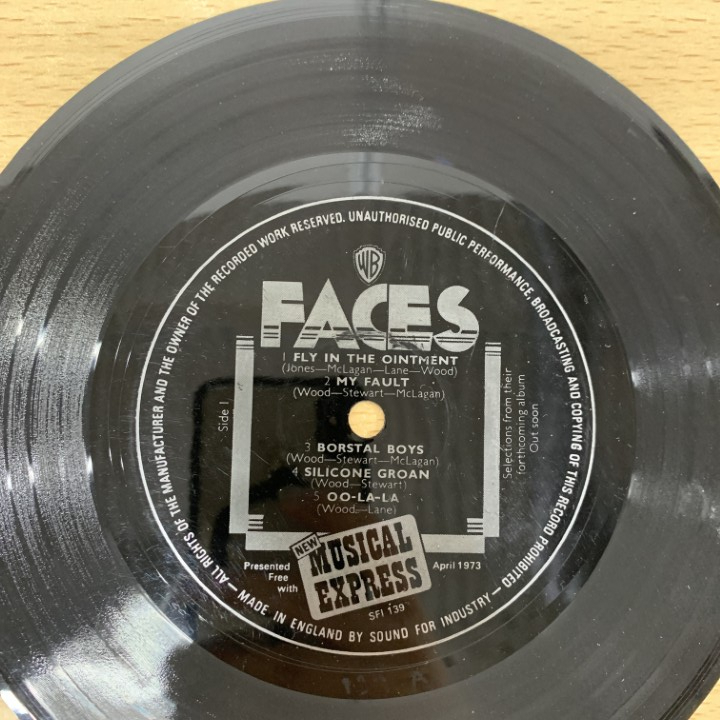 ALL RIGHTS OF THE MANUFACTURER AND THE OWNER OF THE RECORDED WORK RESERVED. UNAUTHORISED PUBLIC PERFORMANCE, BROADCASTING AND COPYING OF THIS RECORD PROHIBITED — MADE IN ENGLAND BY SOUND FOR INDUSTRY —
WB
FACES
1 FLY IN THE OINTMENT
(Jones—McLagan—Lane—Wood)
2 MY FAULT
(Wood—Stewart—McLagan)
Side 1
3 BORSTAL BOYS
(Wood—Stewart—McLagan)
4 SILICONE GROAN
(Wood—Stewart)
5 OO-LA-LA
(Wood—Lane)
Selections from their
forthcoming album
Out soon
Presented
Free
with
NEW
MUSICAL
EXPRESS
April 1973
SFI 139